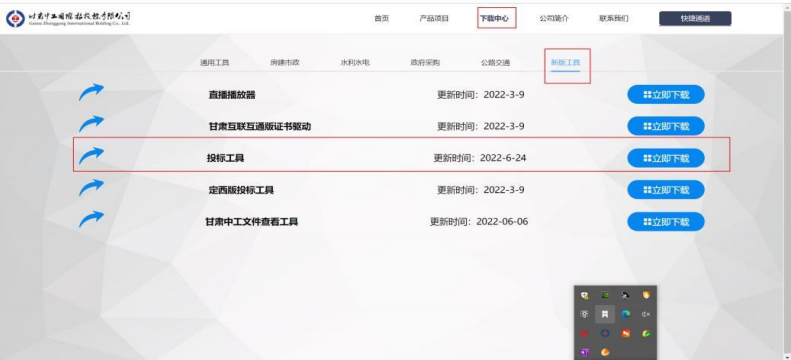 甘肃中工国际招投标有限公司
Gansu Zhonggong International Bidding Co., Ltd.
首页 产品项目 下载中心 公司简介 联系我们 快捷通道
通用工具 房建市政 水利水电 政府采购 公路交通 新版工具
直播播放器 更新时间：2022-3-9 立即下载
甘肃互联互通版证书驱动 更新时间：2022-3-9 立即下载
投标工具 更新时间：2022-6-24 立即下载
定西版投标工具 更新时间：2022-3-9 立即下载
甘肃中工文件查看工具 更新时间：2022-06-06 立即下载